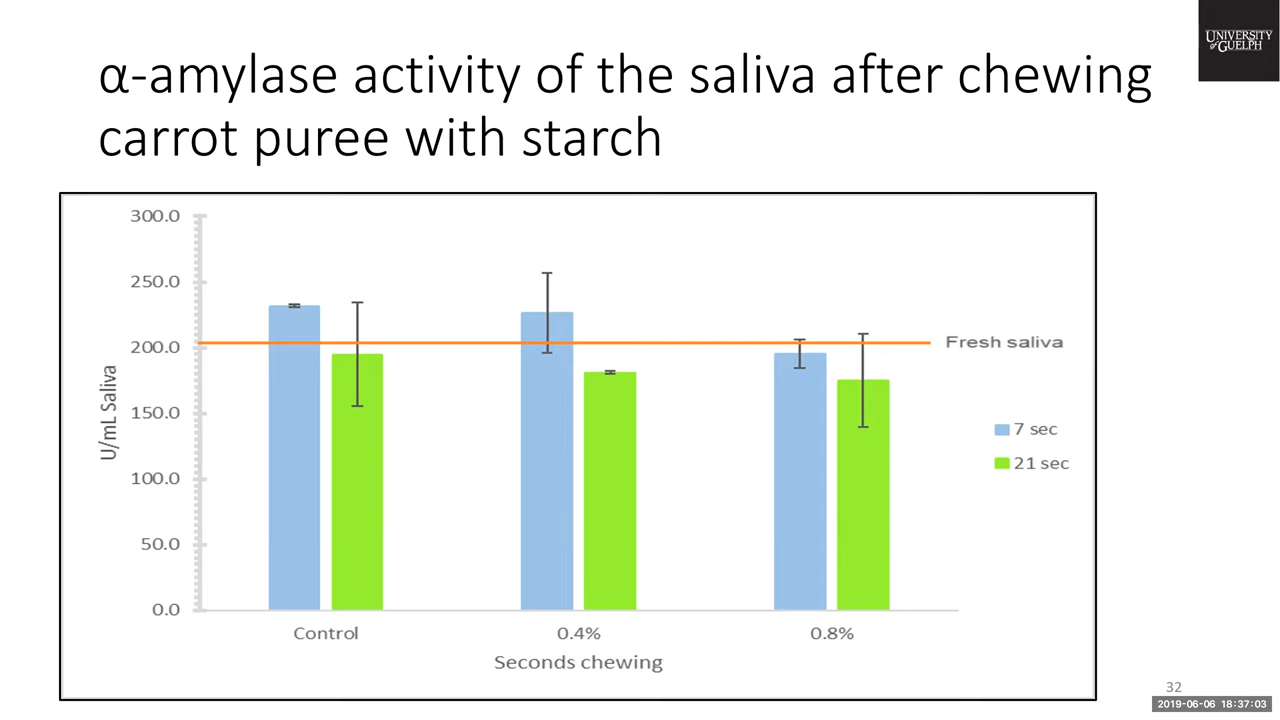 UNIVERSITY
of GUELPH
α-amylase activity of the saliva after chewing
carrot puree with starch
300.0
250.0
200.0
150.0
100.0
50.0
0.0
U/mL Saliva
Fresh saliva
7 sec
21 sec
Control
0.4%
0.8%
Seconds chewing
32
2019-06-06 18:37:03